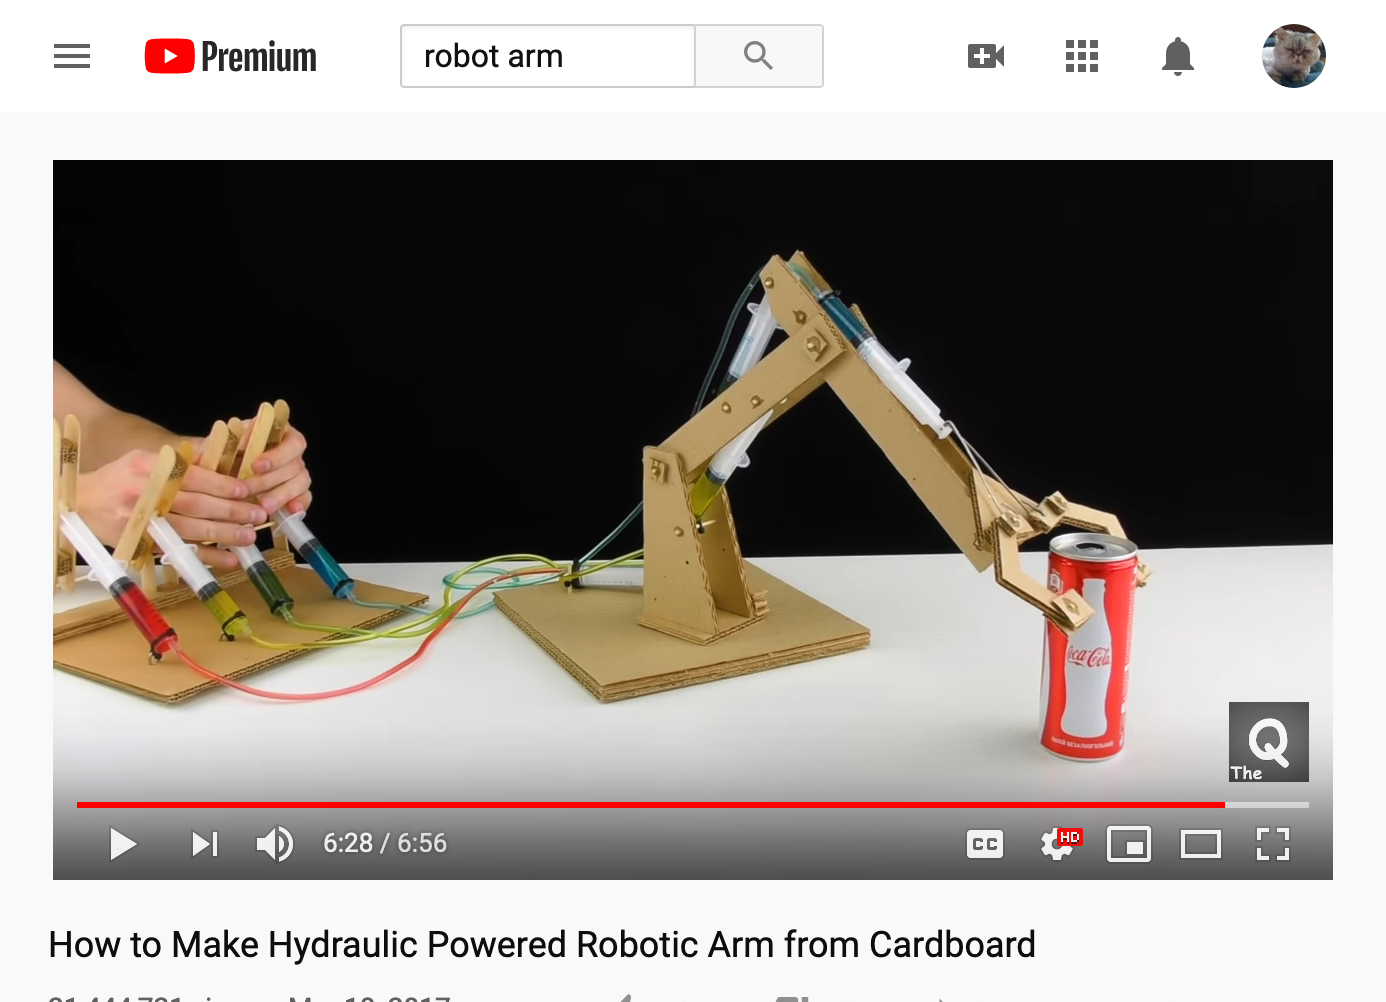 Premium
robot arm
Coca-Cola
The Q
6:28 / 6:56
CC
HD
How to Make Hydraulic Powered Robotic Arm from Cardboard